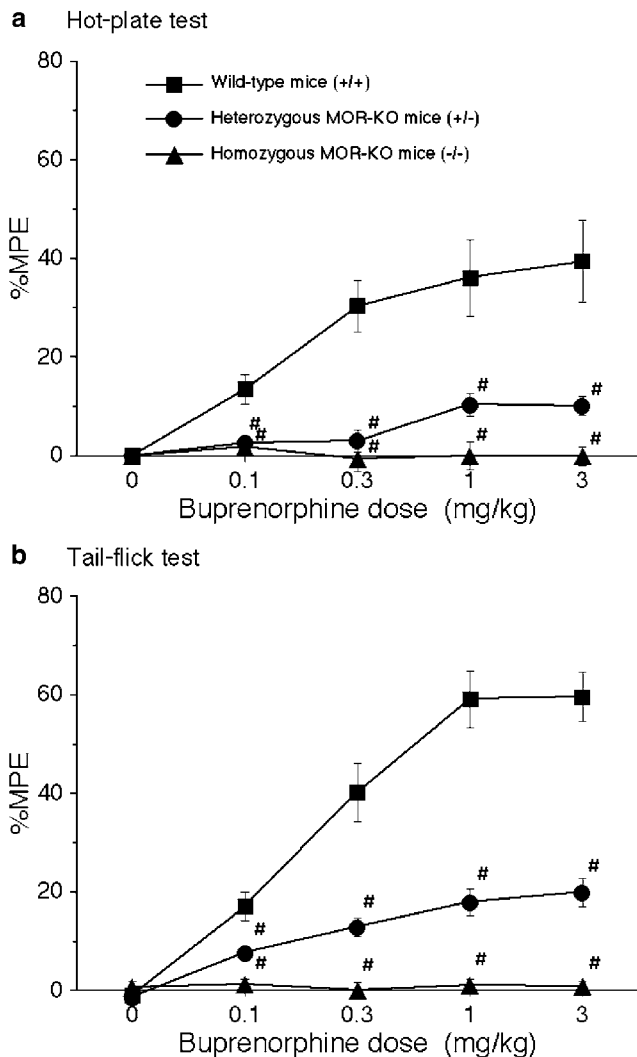 a Hot-plate test
80
Wild-type mice (+/+)
Heterozygous MOR-KO mice (+/-)
60
Homozygous MOR-KO mice (-/-)
%MPE
40
20
#
#
#
#
#
#
#
#
0
0 0.1 0.3 1 3
Buprenorphine dose (mg/kg)
b Tail-flick test
80
60
%MPE
40
20
#
#
#
#
#
#
#
#
0
0 0.1 0.3 1 3
Buprenorphine dose (mg/kg)